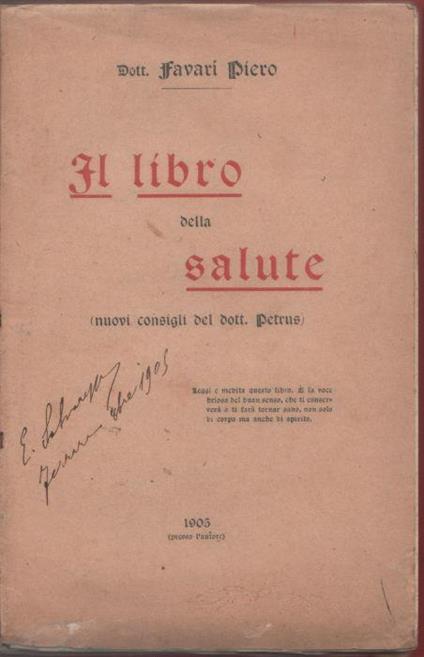 Dott. Favari Piero
Il libro
della
salute
(nuovi consigli del dott. Petrus)
Leggi e medita questo libro. È la voce
del buon senso, che ti conser-
verà o ti farà tornar sano, non solo
di corpo ma anche di spirito.
E.
1905
1905
(presso l'autore)